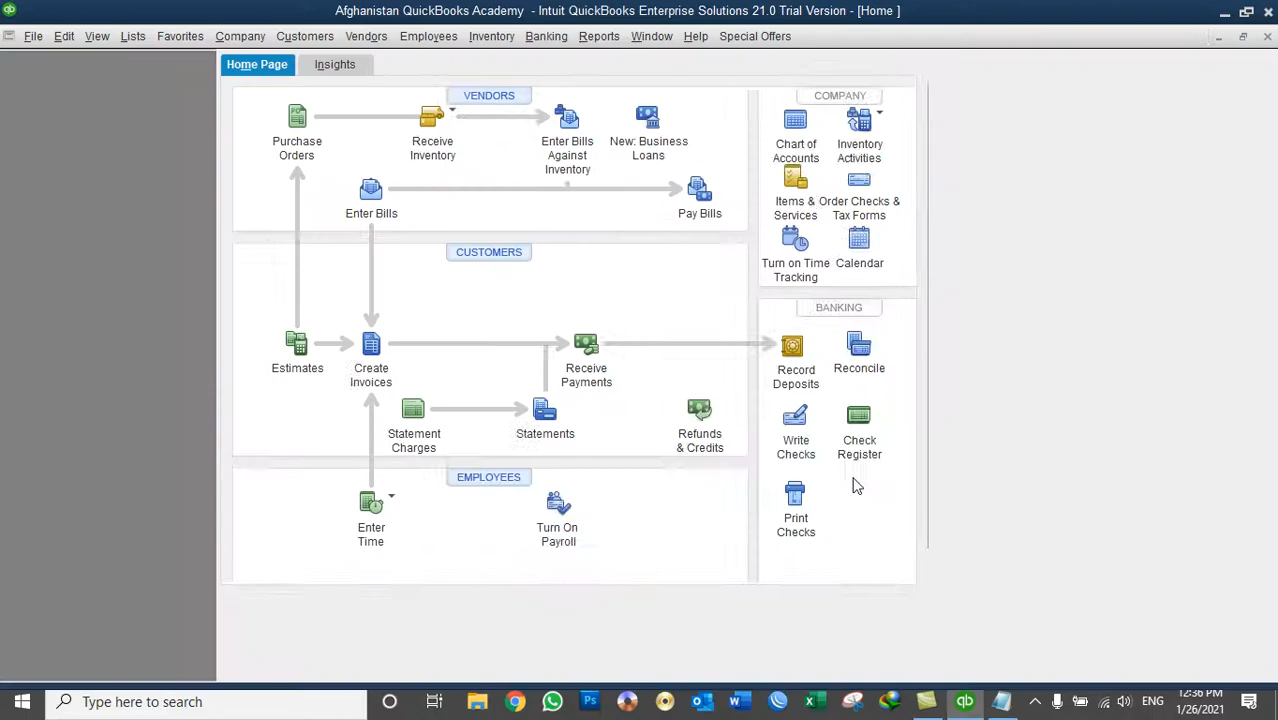 Afghanistan QuickBooks Academy - Intuit QuickBooks Enterprise Solutions 21.0 Trial Version - [Home ]
File Edit View Lists Favorites Company Customers Vendors Employees Inventory Banking Reports Window Help Special Offers
Home Page Insights
VENDORS
Purchase
Orders
Receive
Inventory
Enter Bills
Against
Inventory
New: Business
Loans
Enter Bills
Pay Bills
CUSTOMERS
Estimates
Create
Invoices
Receive
Payments
Statement
Charges
Statements
Refunds
& Credits
EMPLOYEES
Enter
Time
Turn On
Payroll
COMPANY
Chart of
Accounts
Inventory
Activities
Items &
Services
Order Checks &
Tax Forms
Turn on Time
Tracking
Calendar
BANKING
Record
Deposits
Reconcile
Write
Checks
Check
Register
Print
Checks
Type here to search
ENG
12:36 PM
1/26/2021